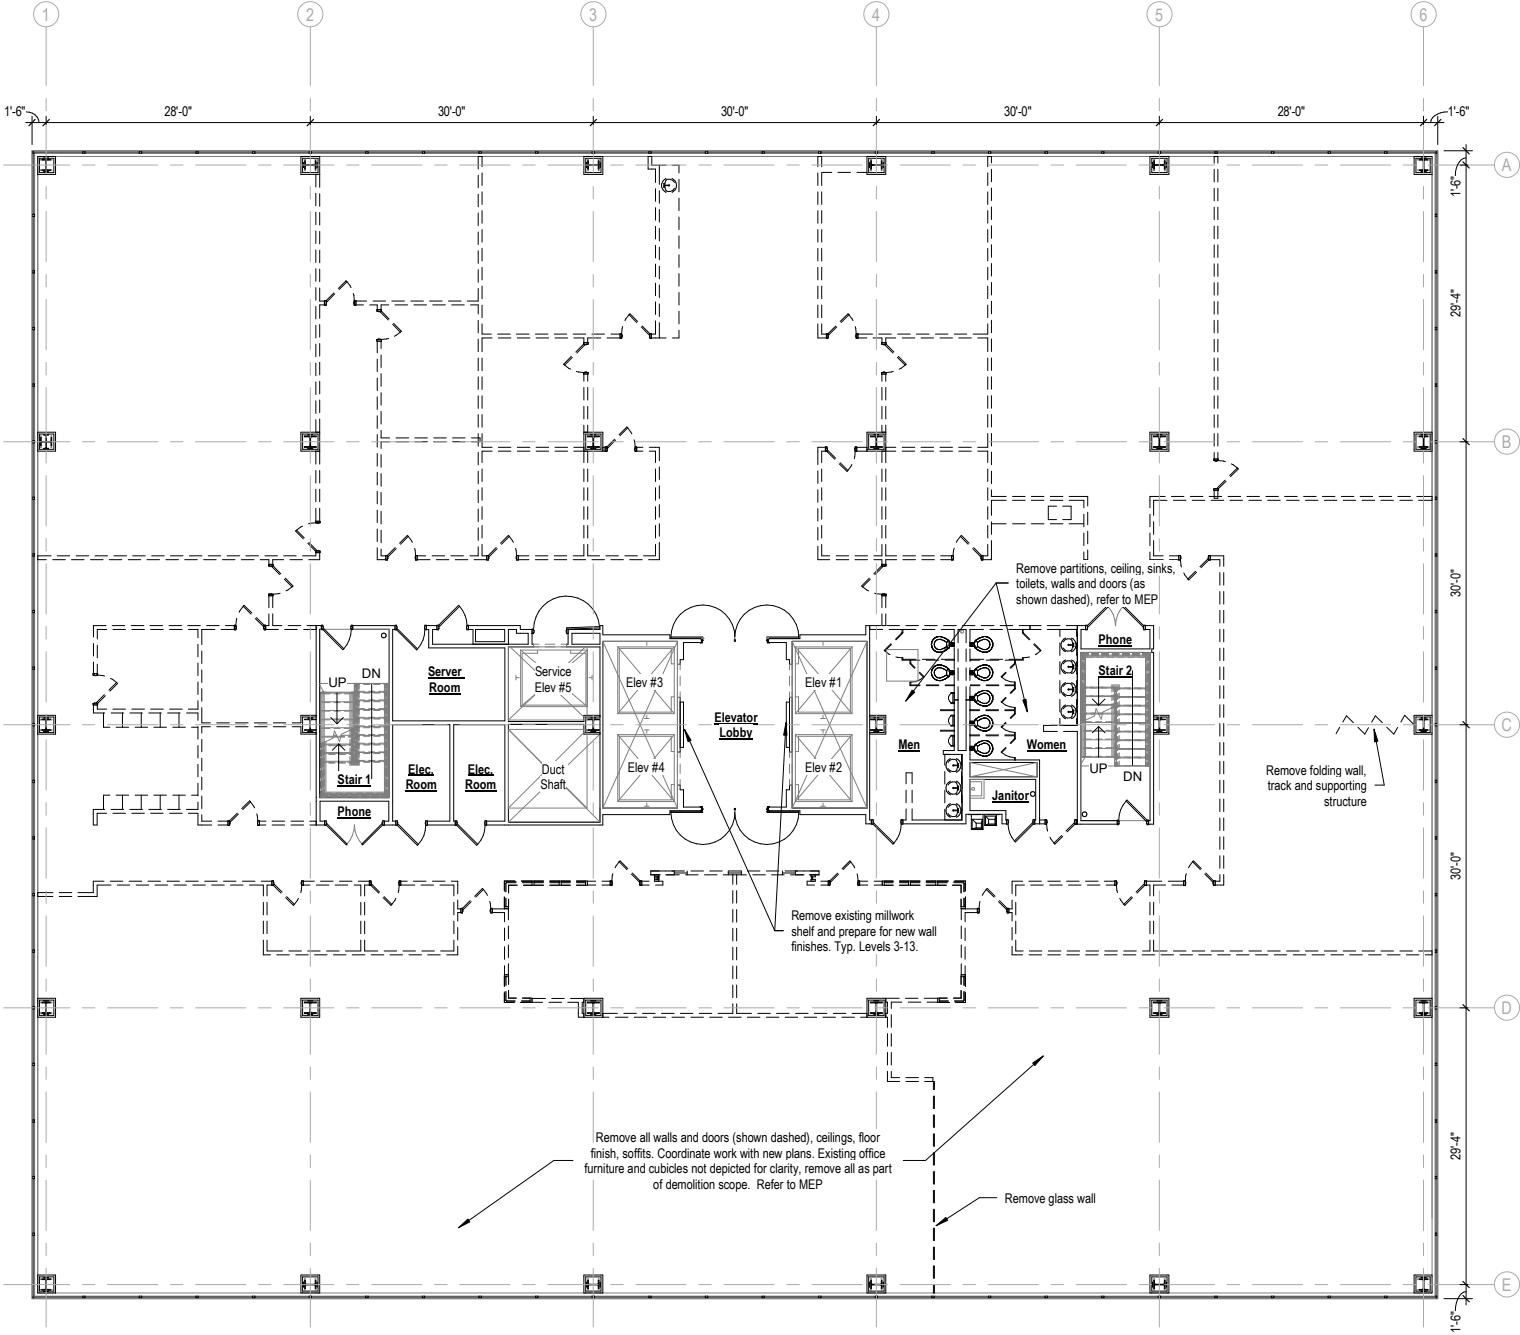 1 2 3 4 5 6
1'-6" 28'-0" 30'-0" 30'-0" 30'-0" 28'-0" 1'-6"
A
1'-6"
29'-4"
B
30'-0"
Remove partitions, ceiling, sinks,
toilets, walls and doors (as
shown dashed), refer to MEP
Phone
Stair 2
UP
DN
Server
Room
Service
Elev #5
Elev #3
Elev #1
Elevator
Lobby
C
Men
Women
Stair 1
Elec.
Room
Elec.
Room
Duct
Shaft
Elev #4
Elev #2
UP
DN
Janitor
Phone
Remove folding wall,
track and supporting
structure
30'-0"
Remove existing millwork
shelf and prepare for new wall
finishes. Typ. Levels 3-13.
D
Remove all walls and doors (shown dashed), ceilings, floor
finish, soffits. Coordinate work with new plans. Existing office
furniture and cubicles not depicted for clarity, remove all as part
of demolition scope. Refer to MEP
29'-4"
Remove glass wall
E
1'-6"